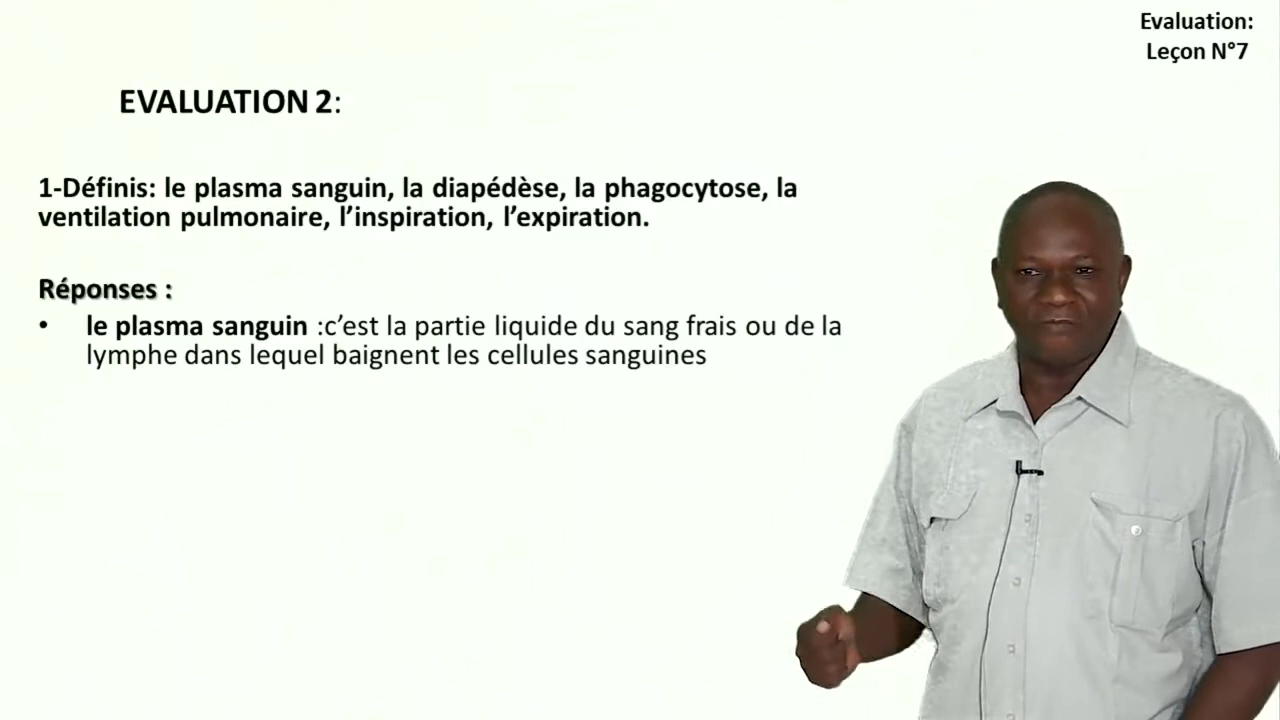 Evaluation:
Leçon N°7
EVALUATION 2:
1-Définis: le plasma sanguin, la diapédèse, la phagocytose, la
ventilation pulmonaire, l’inspiration, l’expiration.
Réponses :
• le plasma sanguin :c’est la partie liquide du sang frais ou de la
lymphe dans lequel baignent les cellules sanguines